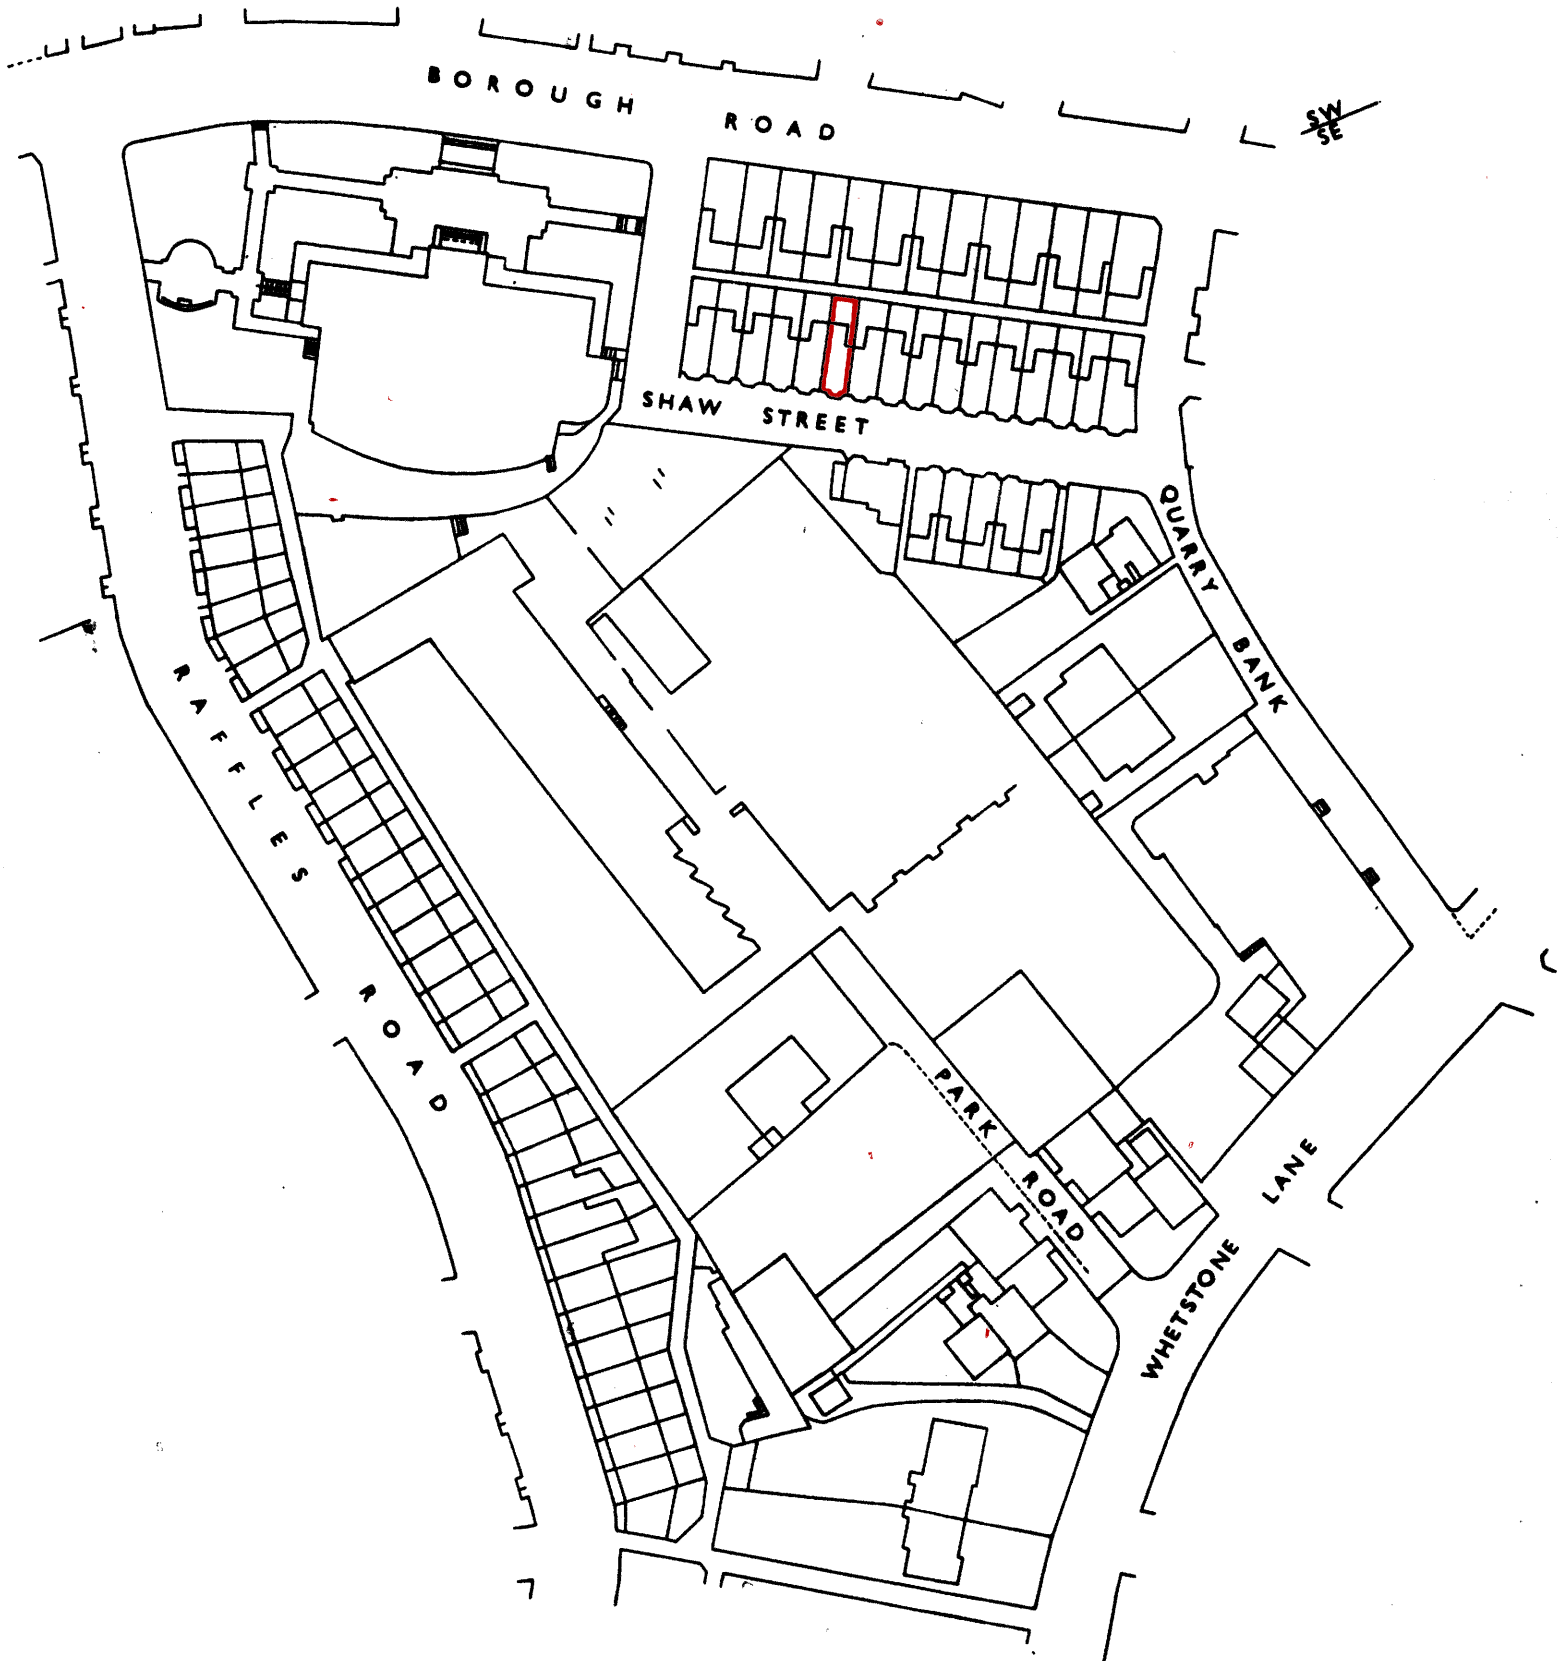 BOROUGH ROAD
SW
SE
SHAW STREET
QUARRY BANK
RAFFLES ROAD
PARK ROAD
WHETSTONE LANE